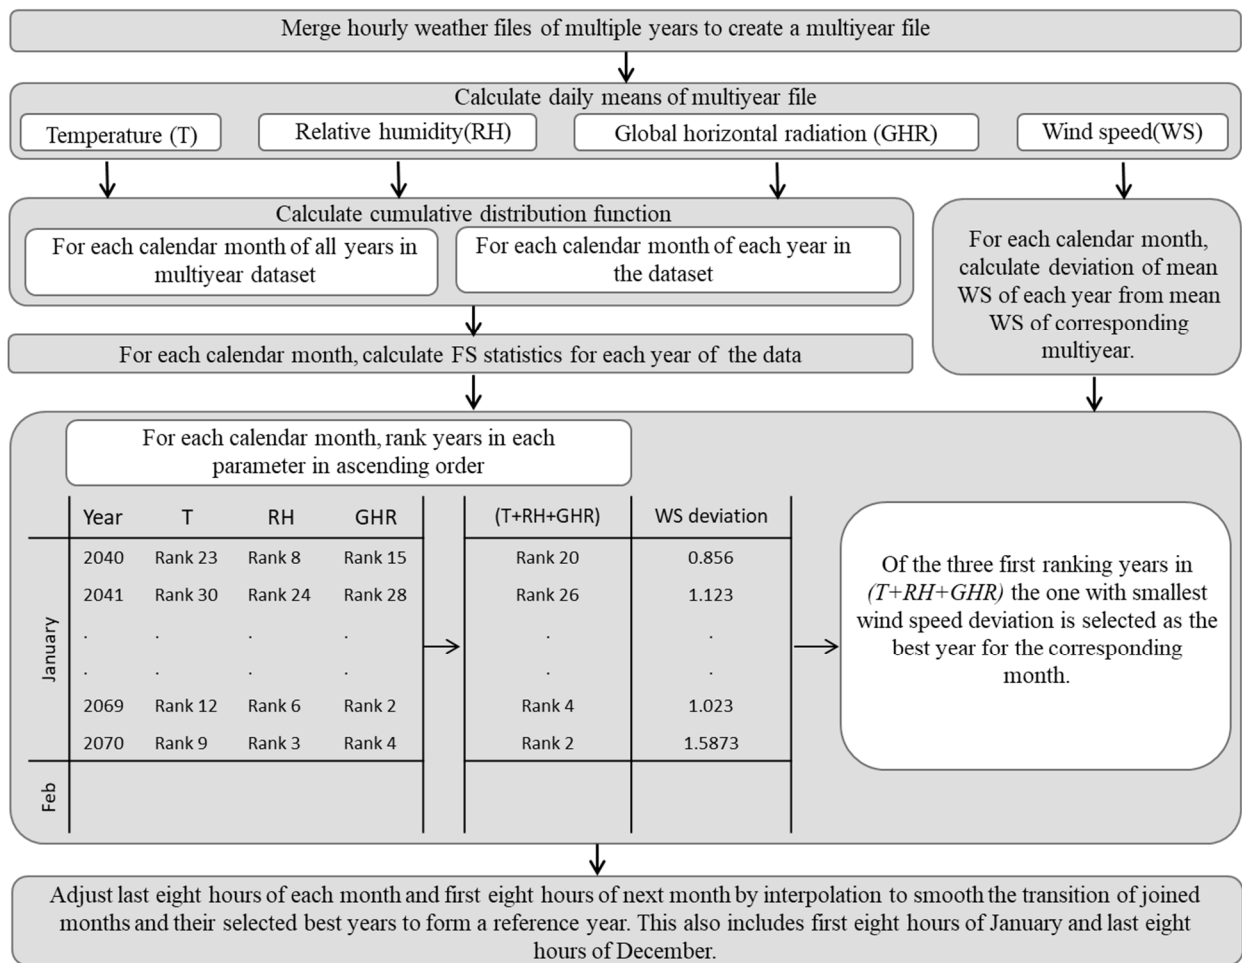 Merge hourly weather files of multiple years to create a multiyear file
Calculate daily means of multiyear file
Temperature (T)
Relative humidity(RH)
Global horizontal radiation (GHR)
Wind speed(WS)
Calculate cumulative distribution function
For each calendar month of all years in
multiyear dataset
For each calendar month of each year in
the dataset
For each calendar month,
calculate deviation of mean
WS of each year from mean
WS of corresponding
multiyear.
For each calendar month, calculate FS statistics for each year of the data
For each calendar month, rank years in each
parameter in ascending order
Year T RH GHR (T+RH+GHR) WS deviation
January
2040 Rank 23 Rank 8 Rank 15 Rank 20 0.856
2041 Rank 30 Rank 24 Rank 28 Rank 26 1.123
. . . . . .
. . . . . .
2069 Rank 12 Rank 6 Rank 2 Rank 4 1.023
2070 Rank 9 Rank 3 Rank 4 Rank 2 1.5873
Feb
Of the three first ranking years in
(T+RH+GHR) the one with smallest
wind speed deviation is selected as the
best year for the corresponding
month.
Adjust last eight hours of each month and first eight hours of next month by interpolation to smooth the transition of joined
months and their selected best years to form a reference year. This also includes first eight hours of January and last eight
hours of December.